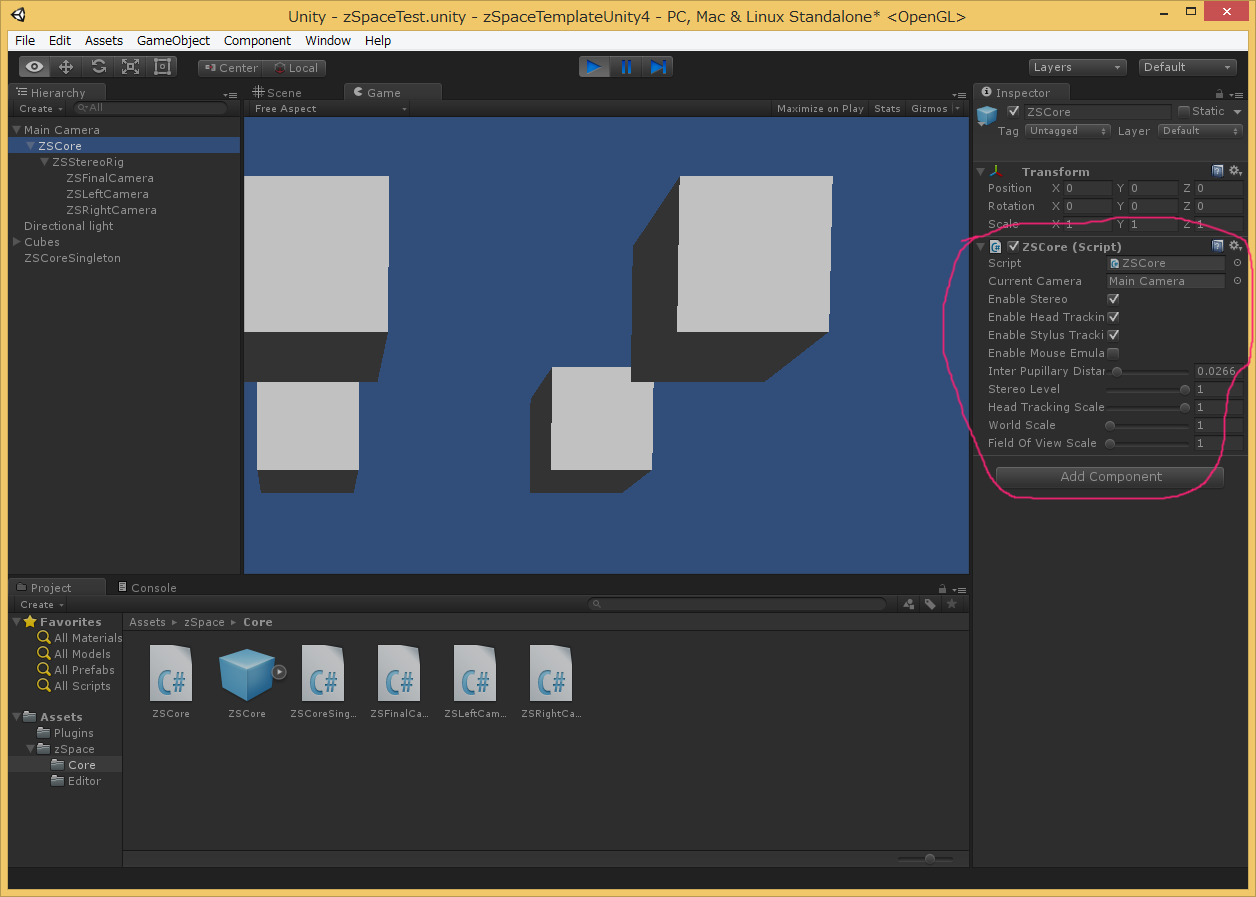 Unity - zSpaceTest.unity - zSpaceTemplateUnity4 - PC, Mac & Linux Standalone* <OpenGL>
File Edit Assets GameObject Component Window Help
Center Local Layers Default
Hierarchy
Create All
Main Camera
ZSCore
ZSStereoRig
ZSFinalCamera
ZSLeftCamera
ZSRightCamera
Directional light
Cubes
ZSCoreSingleton
Scene Game
Free Aspect Maximize on Play Stats Gizmos
Inspector
ZSCore Static
Tag Untagged Layer Default
Transform
Position X 0 Y 0 Z 0
Rotation X 0 Y 0 Z 0
Scale X 1 Y 1 Z 1
ZSCore (Script)
Script ZSCore
Current Camera Main Camera
Enable Stereo
Enable Head Trackin
Enable Stylus Tracki
Enable Mouse Emula
Inter Pupillary Distar 0.0266
Stereo Level 1
Head Tracking Scale 1
World Scale 1
Field Of View Scale 1
Add Component
Project Console
Create
Favorites
All Materials
All Models
All Prefabs
All Scripts
Assets
Plugins
zSpace
Core
Editor
Assets ▸ zSpace ▸ Core
C# C# C# C# C#
ZSCore ZSCore ZSCoreSing... ZSFinalCa... ZSLeftCam... ZSRightCa...